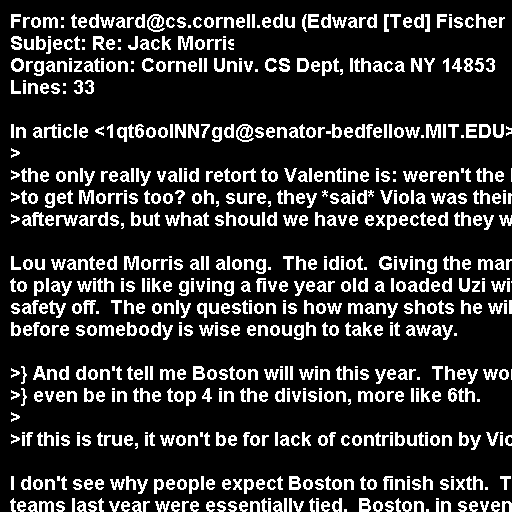 From: tedward@cs.cornell.edu (Edward [Ted] Fischer
Subject: Re: Jack Morris
Organization: Cornell Univ. CS Dept, Ithaca NY 14853
Lines: 33

In article <1qt6ooINN7gd@senator-bedfellow.MIT.EDU>
>
>the only really valid retort to Valentine is: weren't the
>to get Morris too? oh, sure, they *said* Viola was their
>afterwards, but what should we have expected they

Lou wanted Morris all along.  The idiot.  Giving the
to play with is like giving a five year old a loaded Uzi
safety off.  The only question is how many shots he
before somebody is wise enough to take it away.

>} And don't tell me Boston will win this year.  They
>} even be in the top 4 in the division, more like 6th.
>
>if this is true, it won't be for lack of contribution by

I don't see why people expect Boston to finish sixth.
teams last year were essentially tied.  Boston, in